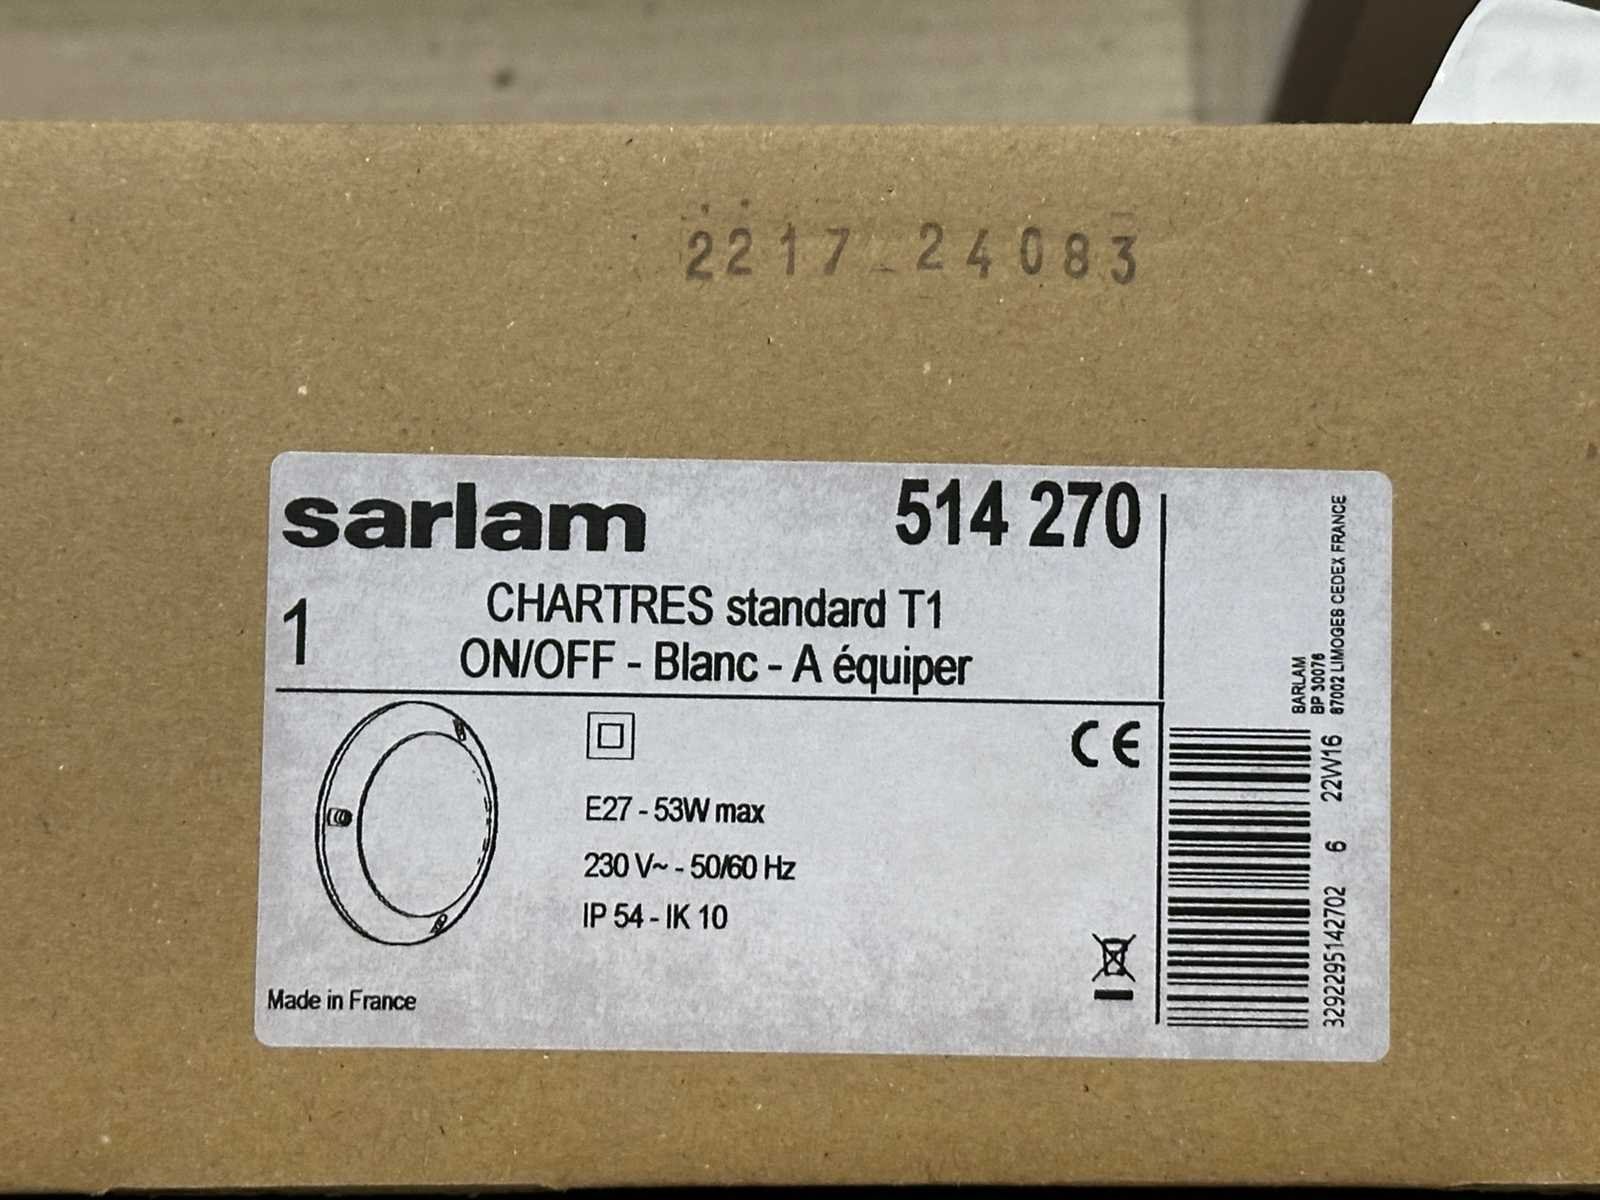 2217 24083
sarlam 514 270
1 CHARTRES standard T1
ON/OFF - Blanc - A équiper
E27 - 53W max
230 V~ - 50/60 Hz
IP 54 - IK 10
CE
Made in France
SARLAM
BP 30076
87002 LIMOGES CEDEX FRANCE
3292295142702 6 22W16